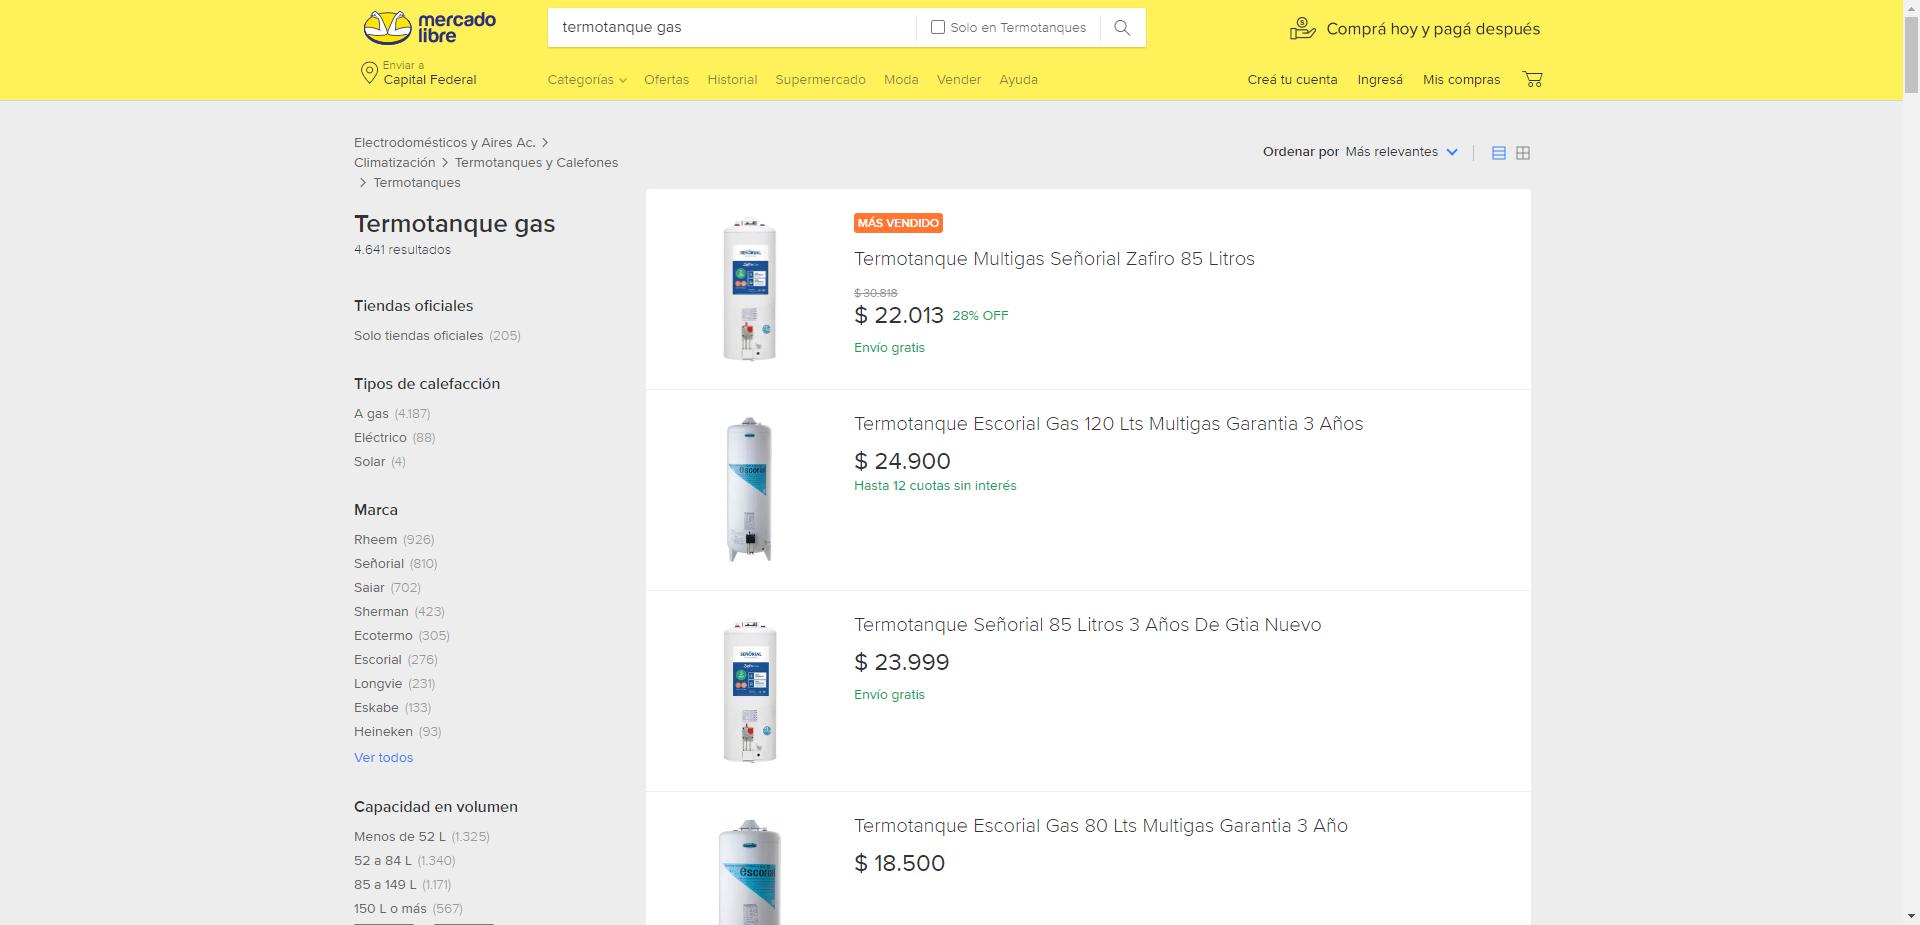 mercado
libre
termotanque gas
Solo en Termotanques
Comprá hoy y pagá después
Enviar a
Capital Federal
Categorías
Ofertas
Historial
Supermercado
Moda
Vender
Ayuda
Creá tu cuenta
Ingresá
Mis compras
Electrodomésticos y Aires Ac.
Climatización
Termotanques y Calefones
Termotanques
Ordenar por Más relevantes
Termotanque gas
4.641 resultados
Tiendas oficiales
Solo tiendas oficiales (205)
Tipos de calefacción
A gas (4.187)
Eléctrico (88)
Solar (4)
Marca
Rheem (926)
Señorial (810)
Saiar (702)
Sherman (423)
Ecotermo (305)
Escorial (276)
Longvie (231)
Eskabe (133)
Heineken (93)
Ver todos
Capacidad en volumen
Menos de 52 L (1.325)
52 a 84 L (1.340)
85 a 149 L (1.171)
150 L o más (567)
SEÑORIAL
MÁS VENDIDO
Termotanque Multigas Señorial Zafiro 85 Litros
$ 30.818
$ 22.013 28% OFF
Envío gratis
escorial
Termotanque Escorial Gas 120 Lts Multigas Garantia 3 Años
$ 24.900
Hasta 12 cuotas sin interés
SEÑORIAL
Termotanque Señorial 85 Litros 3 Años De Gtia Nuevo
$ 23.999
Envío gratis
escorial
Termotanque Escorial Gas 80 Lts Multigas Garantia 3 Año
$ 18.500